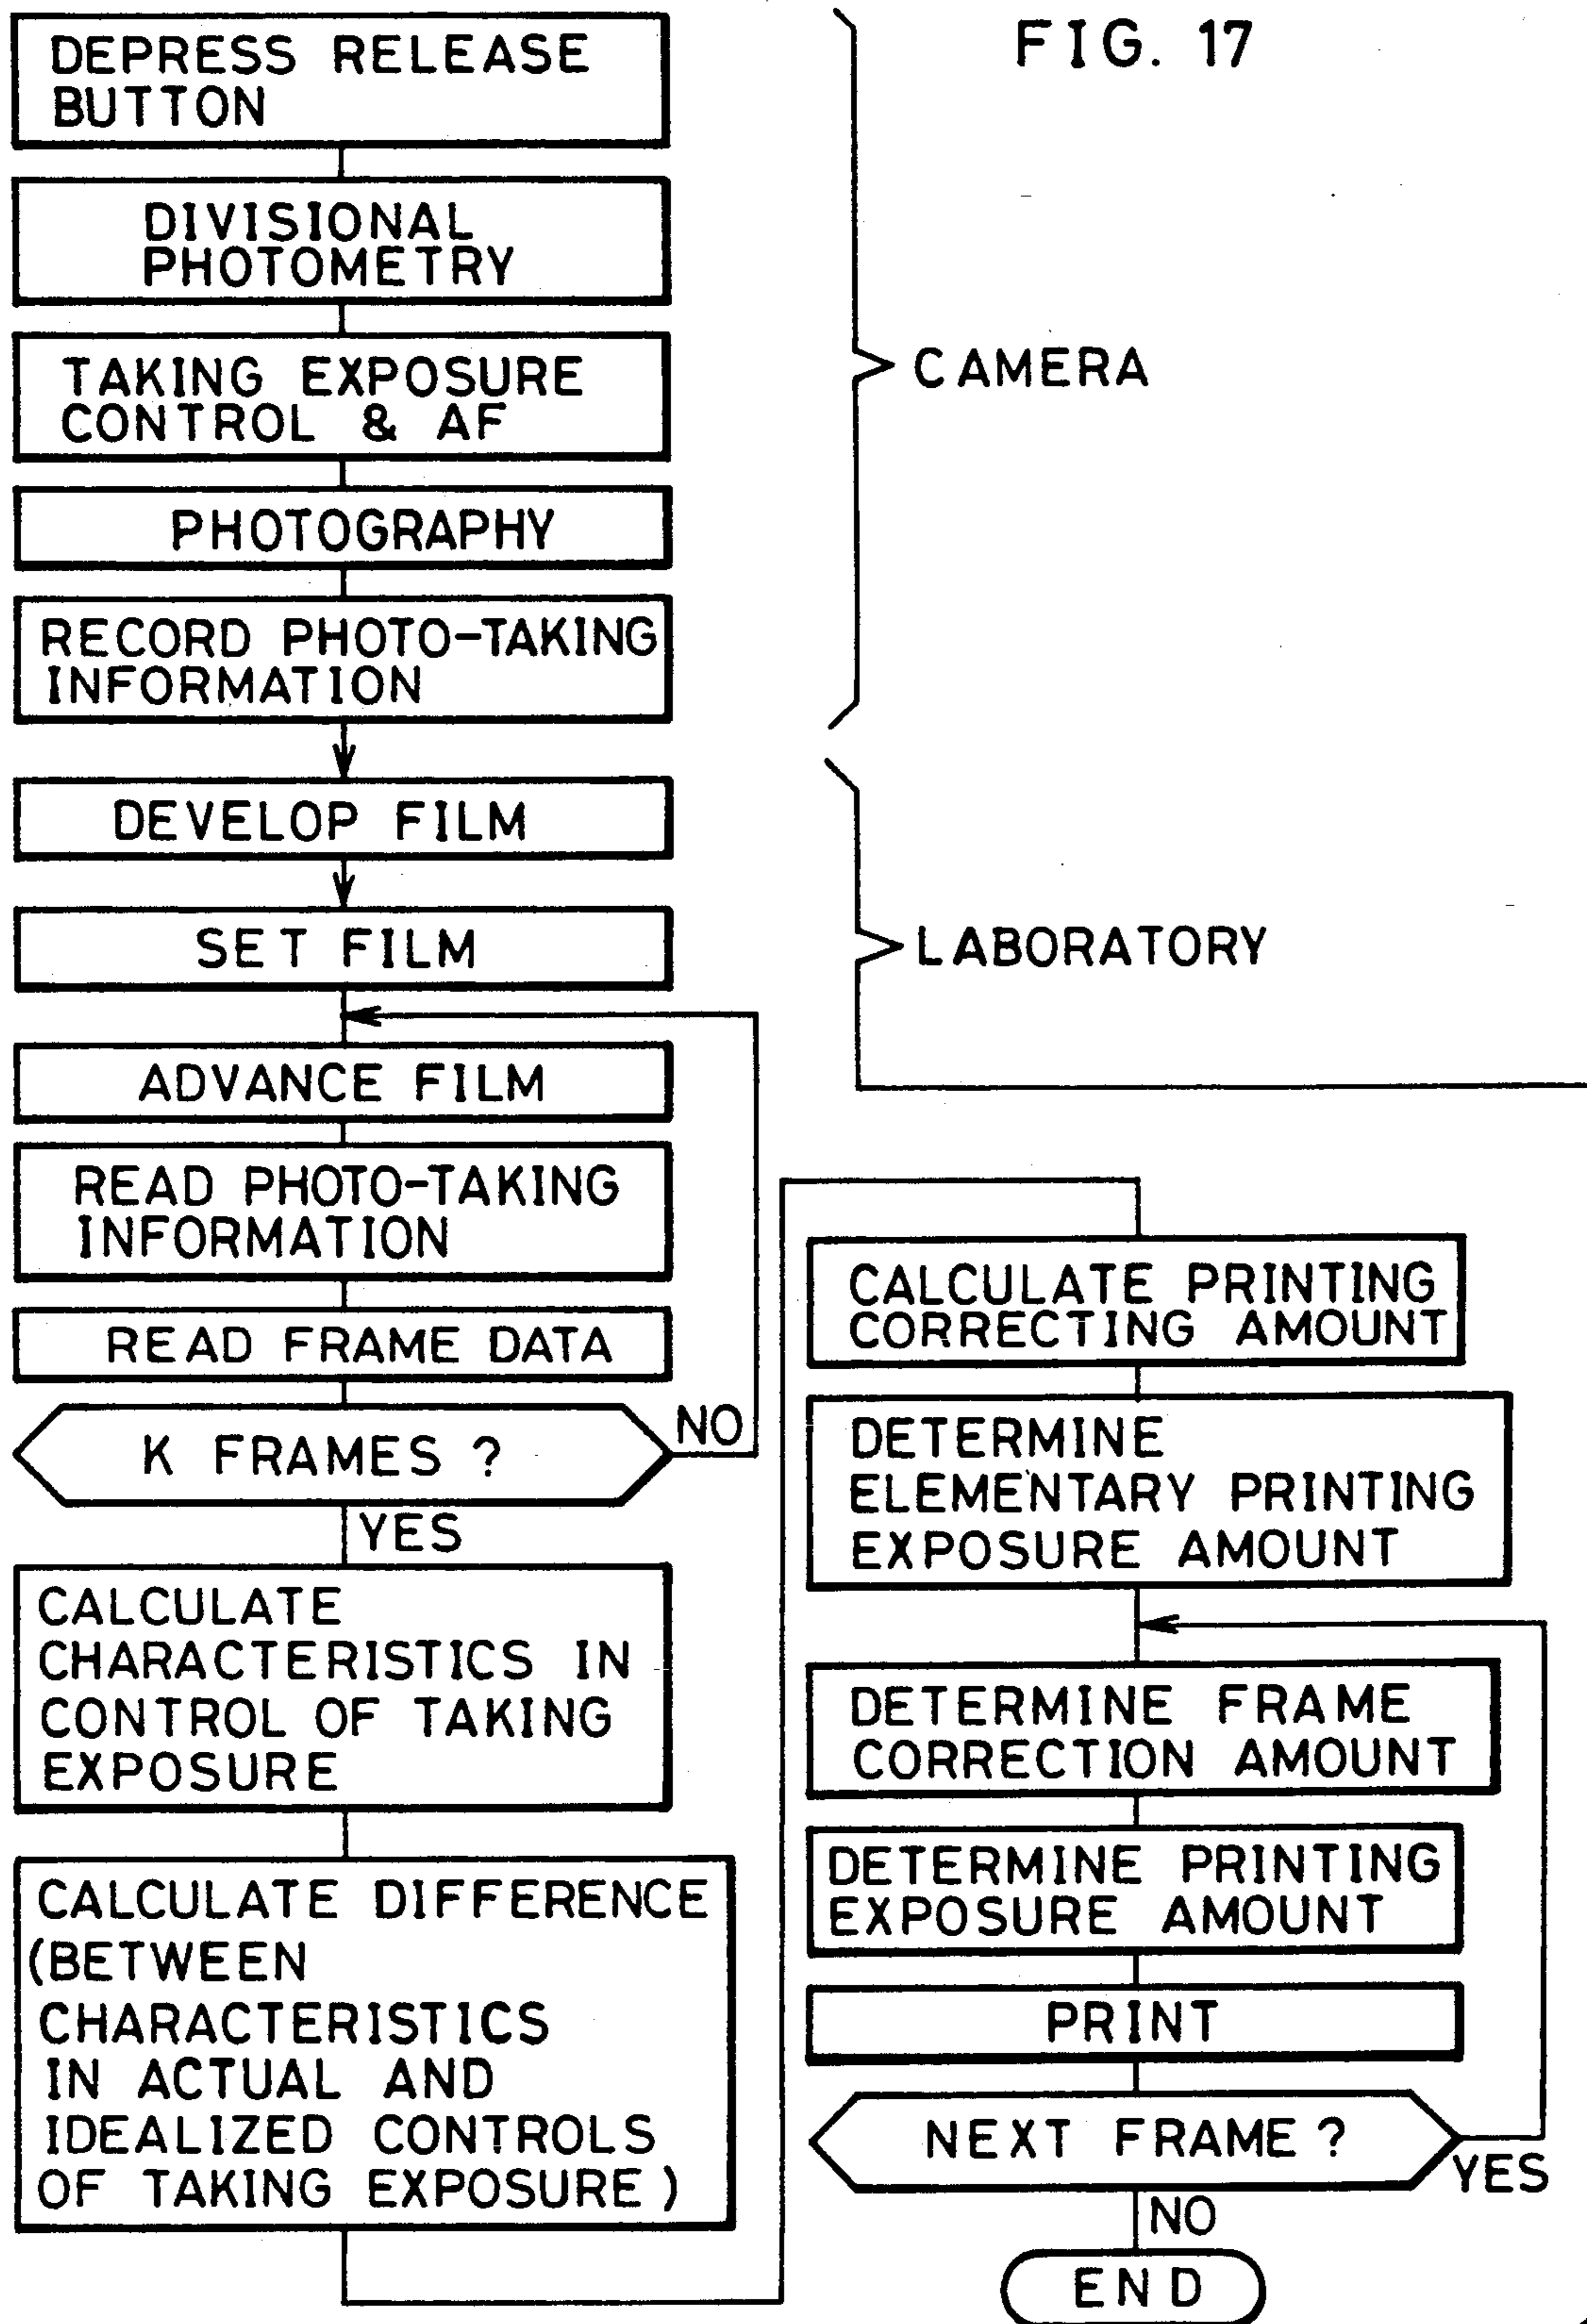 FIG. 17
DEPRESS RELEASE
BUTTON
DIVISIONAL
PHOTOMETRY
TAKING EXPOSURE
CONTROL & AF
PHOTOGRAPHY
RECORD PHOTO-TAKING
INFORMATION
CAMERA
DEVELOP FILM
SET FILM
LABORATORY
ADVANCE FILM
READ PHOTO-TAKING
INFORMATION
READ FRAME DATA
K FRAMES ?
NO
YES
CALCULATE
CHARACTERISTICS IN
CONTROL OF TAKING
EXPOSURE
CALCULATE DIFFERENCE
(BETWEEN
CHARACTERISTICS
IN ACTUAL AND
IDEALIZED CONTROLS
OF TAKING EXPOSURE)
CALCULATE PRINTING
CORRECTING AMOUNT
DETERMINE
ELEMENTARY PRINTING
EXPOSURE AMOUNT
DETERMINE FRAME
CORRECTION AMOUNT
DETERMINE PRINTING
EXPOSURE AMOUNT
PRINT
NEXT FRAME ?
YES
NO
END